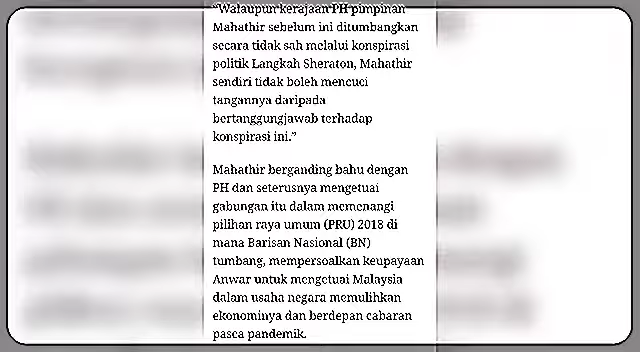 “Walaupun kerajaan PH pimpinan
Mahathir sebelum ini ditumbangkan
secara tidak sah melalui konspirasi
politik Langkah Sheraton, Mahathir
sendiri tidak boleh mencuci
tangannya daripada
bertanggungjawab terhadap
konspirasi ini.”
Mahathir berganding bahu dengan
PH dan seterusnya mengetuai
gabungan itu dalam memenangi
pilihan raya umum (PRU) 2018 di
mana Barisan Nasional (BN)
tumbang, mempersoalkan keupayaan
Anwar untuk mengetuai Malaysia
dalam usaha negara memulihkan
ekonominya dan berdepan cabaran
pasca pandemik.